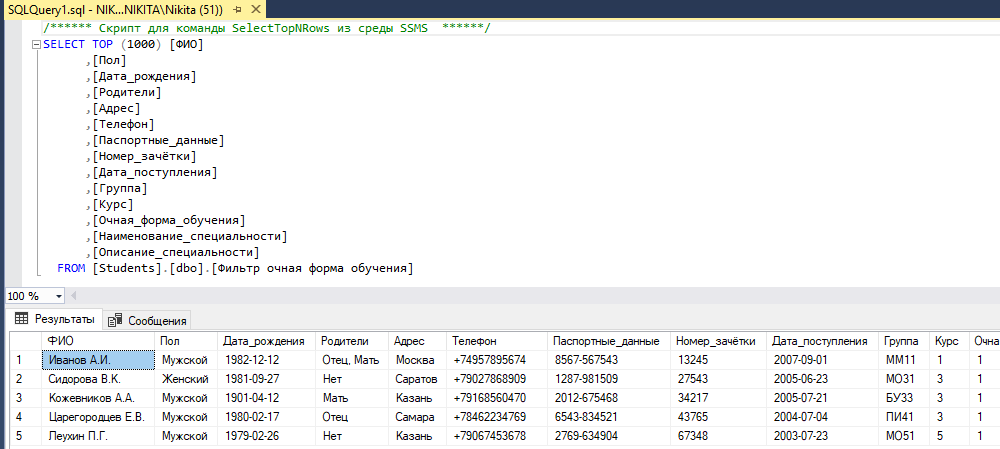 SQLQuery1.sql - NIK...NIKITA\Nikita (51))
/****** Скрипт для команды SelectTopNRows из среды SSMS  ******/
SELECT TOP (1000) [ФИО]
,[Пол]
,[Дата_рождения]
,[Родители]
,[Адрес]
,[Телефон]
,[Паспортные_данные]
,[Номер_зачётки]
,[Дата_поступления]
,[Группа]
,[Курс]
,[Очная_форма_обучения]
,[Наименование_специальности]
,[Описание_специальности]
FROM [Students].[dbo].[Фильтр очная форма обучения]
100 %
Результаты Сообщения
ФИО Пол Дата_рождения Родители Адрес Телефон Паспортные_данные Номер_зачётки Дата_поступления Группа Курс Очна
1 Иванов А.И. Мужской 1982-12-12 Отец, Мать Москва +74957895674 8567-567543 13245 2007-09-01 ММ11 1 1
2 Сидорова В.К. Женский 1981-09-27 Нет Саратов +79027868909 1287-981509 27543 2005-06-23 МО31 3 1
3 Кожевников А.А. Мужской 1901-04-12 Мать Казань +79168560470 2012-675468 34217 2005-07-21 БУ33 3 1
4 Царегородцев Е.В. Мужской 1980-02-17 Отец Самара +78462234769 6543-834521 43765 2004-07-04 ПИ41 3 1
5 Леухин П.Г. Мужской 1979-02-26 Нет Казань +79067453678 2769-634904 67348 2003-07-23 МО51 5 1